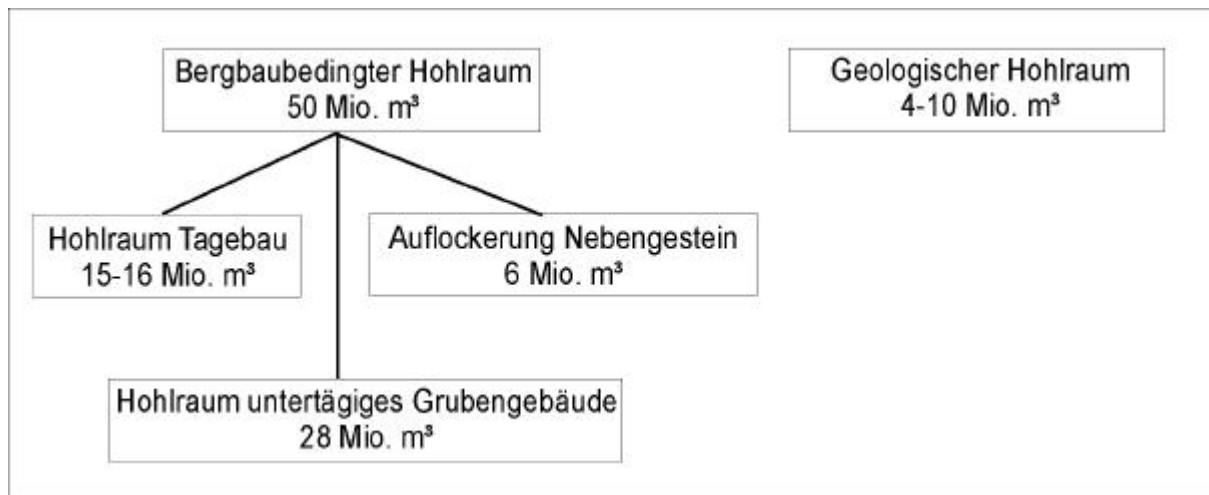 Bergbaubedingter Hohlraum
50 Mio. m³
Geologischer Hohlraum
4-10 Mio. m³
Hohlraum Tagebau
15-16 Mio. m³
Auflockerung Nebengestein
6 Mio. m³
Hohlraum untertägiges Grubengebäude
28 Mio. m³